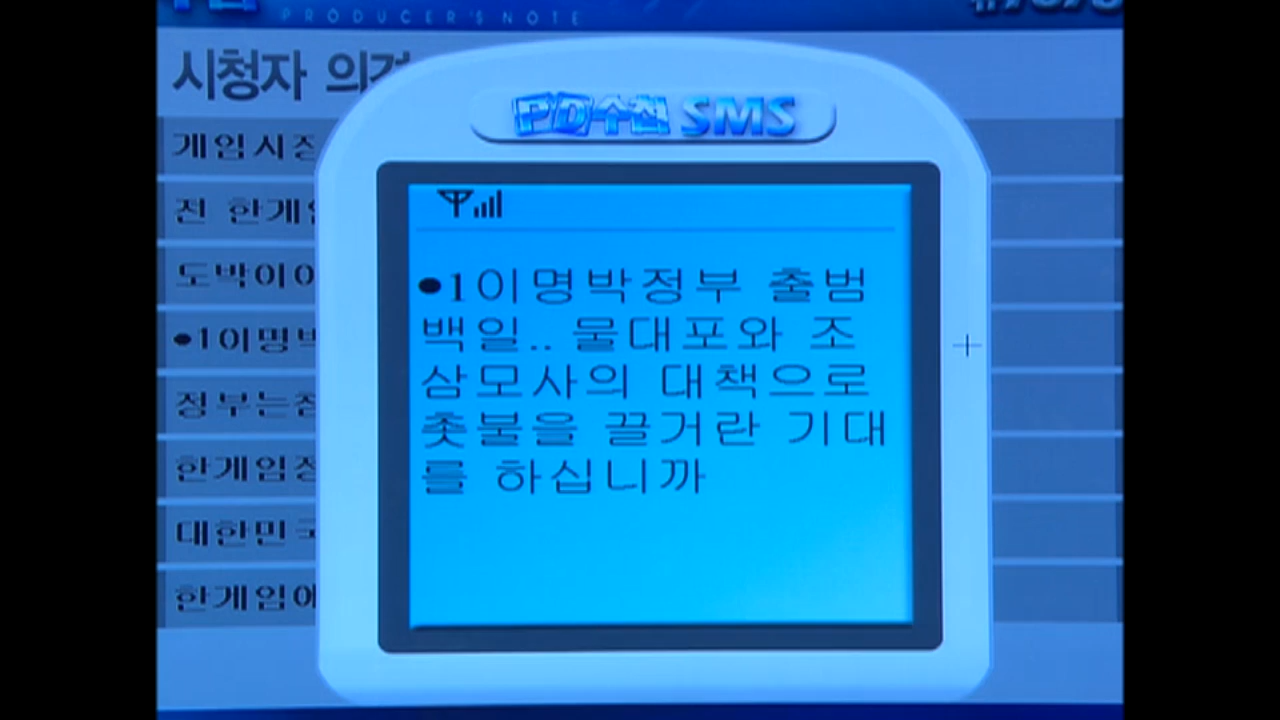 PRODUCER'S NOTE
시청자 의견
PD수첩 SMS
게임시장
전 한게임
도박이
●1이명박
정부는
한게임정
대한민국
한게임에
●1이명박정부 출범
백일.. 물대포와 조
삼모사의 대책으로
촛불을 끌거란 기대
를 하십니까